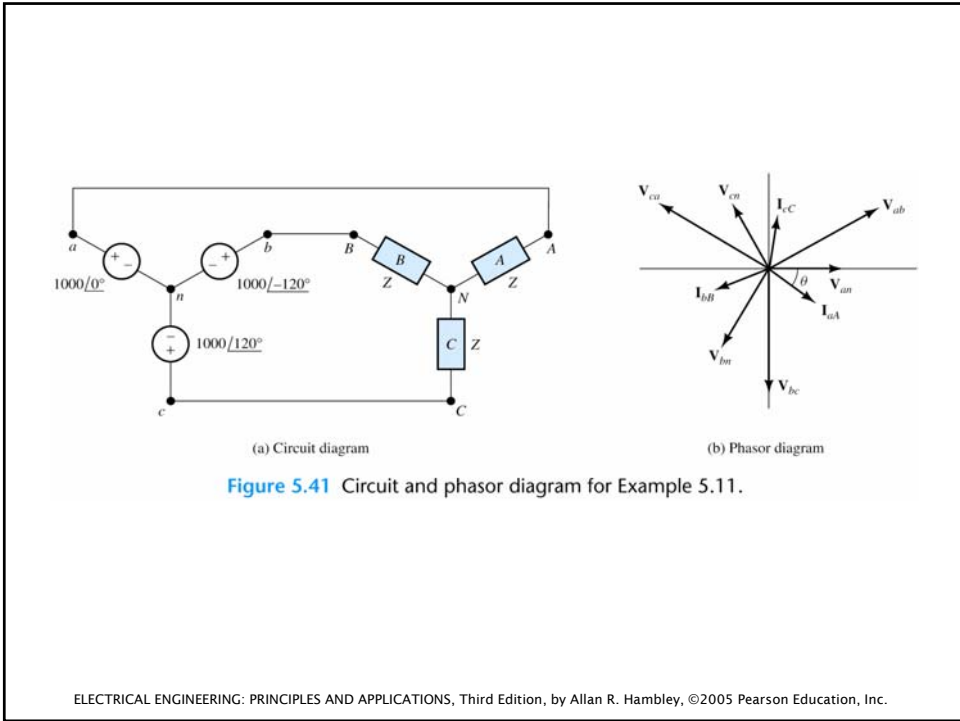 a
+
−
1000/0°
n
−
+
1000/−120°
b
B
B
Z
N
A
Z
A
−
+
1000/120°
c
C
Z
C
(a) Circuit diagram
V_ca
V_cn
I_cC
V_ab
θ
V_an
I_aA
I_bB
V_bn
V_bc
(b) Phasor diagram
Figure 5.41 Circuit and phasor diagram for Example 5.11.
ELECTRICAL ENGINEERING: PRINCIPLES AND APPLICATIONS, Third Edition, by Allan R. Hambley, ©2005 Pearson Education, Inc.